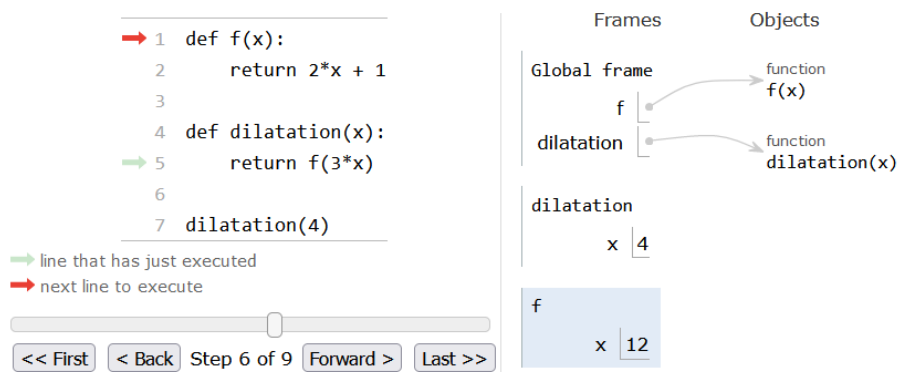 1 def f(x):
2 return 2*x + 1
3
4 def dilatation(x):
5 return f(3*x)
6
7 dilatation(4)
line that has just executed
next line to execute
<< First < Back Step 6 of 9 Forward > Last >>
Frames Objects
Global frame
f
dilatation
function
f(x)
function
dilatation(x)
dilatation
x 4
f
x 12